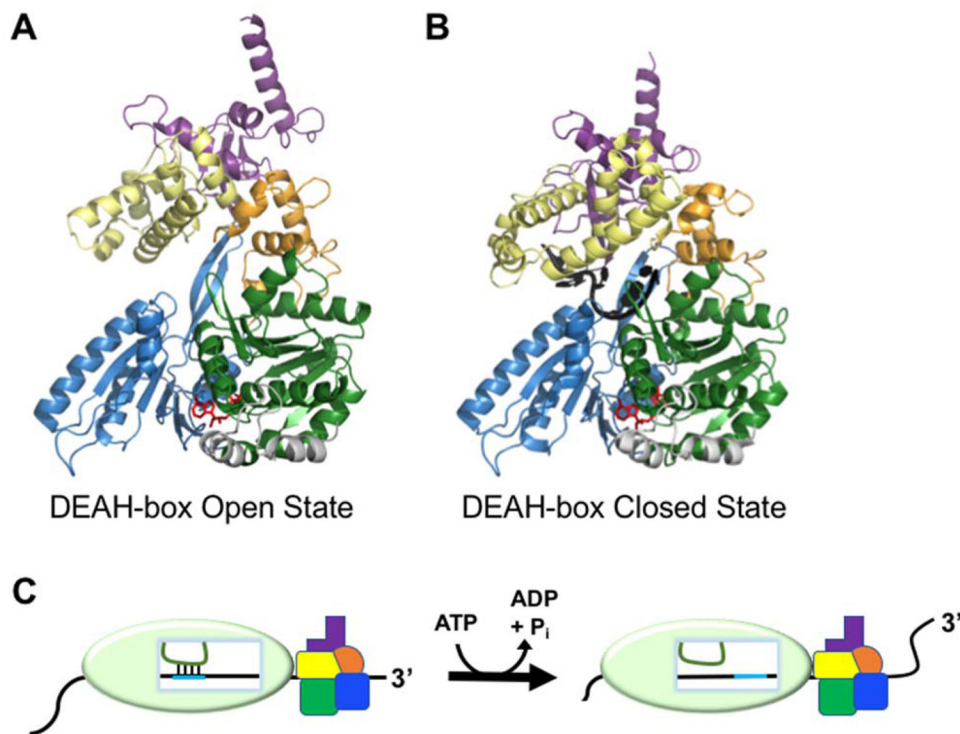 A
B
DEAH-box Open State
DEAH-box Closed State
C
ATP
ADP
+ Pi
3’
3’